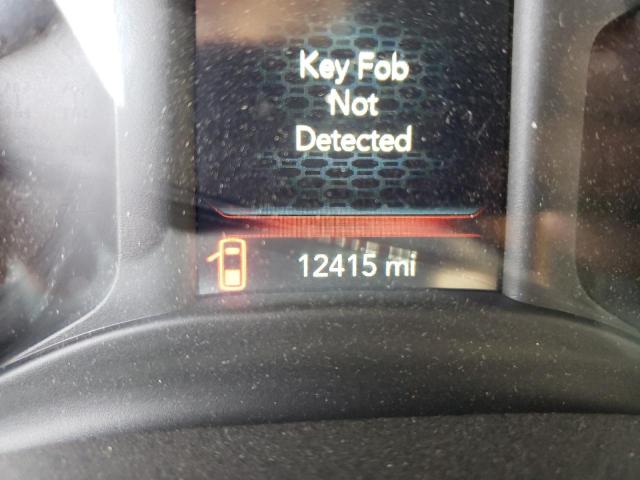 Key Fob
Not
Detected
12415 mi